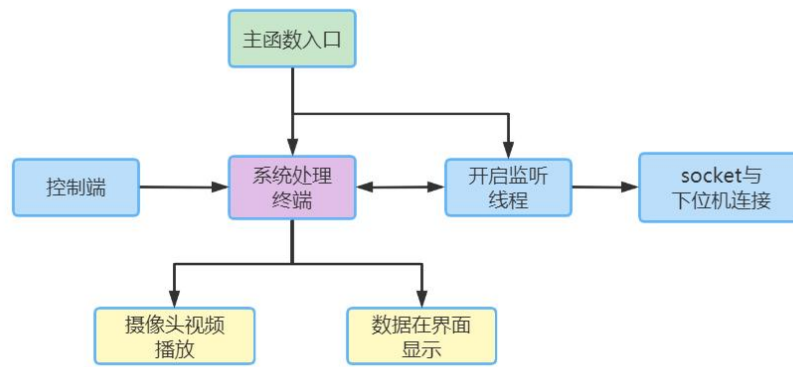 主函数入口
控制端
系统处理
终端
开启监听
线程
socket与
下位机连接
摄像头视频
播放
数据在界面
显示